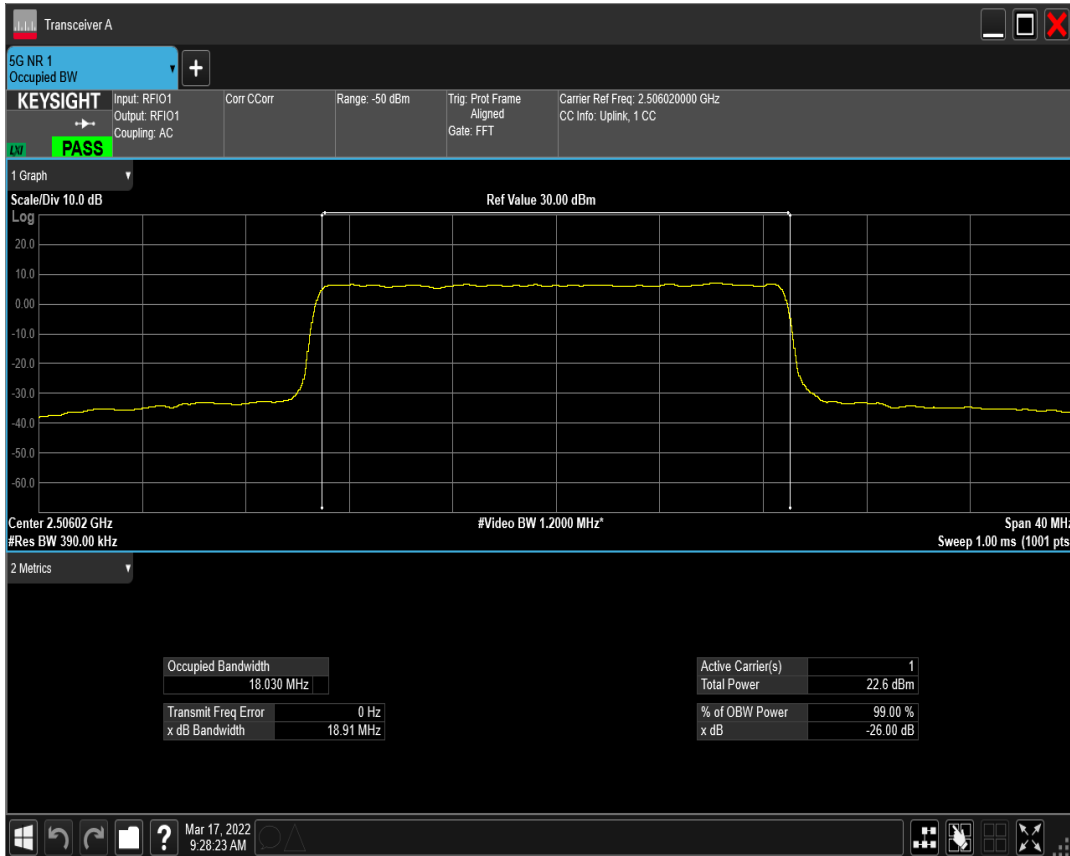 Transceiver A
5G NR 1
Occupied BW
+
KEYSIGHT
LXI
PASS
Input: RFIO1
Output: RFIO1
Coupling: AC
Corr CCorr
Range: -50 dBm
Trig: Prot Frame
Aligned
Gate: FFT
Carrier Ref Freq: 2.506020000 GHz
CC Info: Uplink, 1 CC
1 Graph
Scale/Div 10.0 dB
Ref Value 30.00 dBm
Log
20.0
10.0
0.00
-10.0
-20.0
-30.0
-40.0
-50.0
-60.0
Center 2.50602 GHz
#Video BW 1.2000 MHz*
Span 40 MHz
#Res BW 390.00 kHz
Sweep 1.00 ms (1001 pts
2 Metrics
Occupied Bandwidth
18.030 MHz
Transmit Freq Error 0 Hz
x dB Bandwidth 18.91 MHz
Active Carrier(s) 1
Total Power 22.6 dBm
% of OBW Power 99.00 %
x dB -26.00 dB
?
Mar 17, 2022
9:28:23 AM